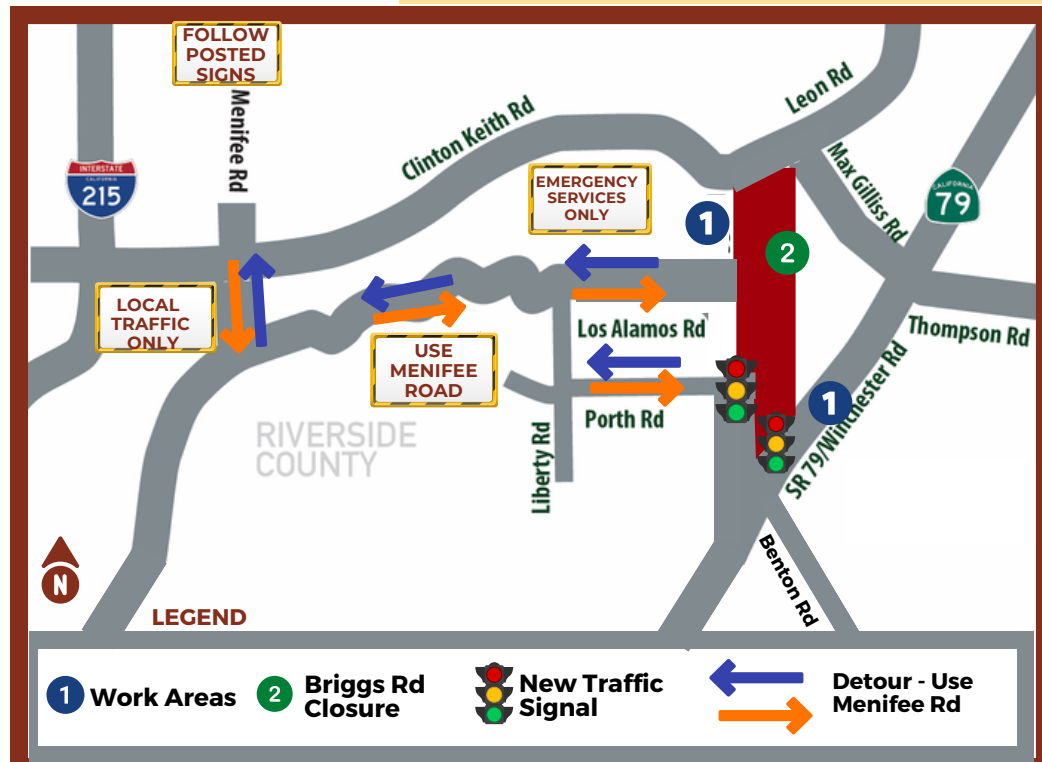 FOLLOW
POSTED
SIGNS
Menifee Rd
INTERSTATE
CALIFORNIA
215
Clinton Keith Rd
Leon Rd
Max Gilliss Rd
CALIFORNIA
79
EMERGENCY
SERVICES
ONLY
1
2
LOCAL
TRAFFIC
ONLY
USE
MENIFEE
ROAD
Los Alamos Rd
Thompson Rd
Porth Rd
1
SR 79/Winchester Rd
RIVERSIDE
COUNTY
Liberty Rd
Benton Rd
N
LEGEND
1 Work Areas
2 Briggs Rd
Closure
New Traffic
Signal
Detour - Use
Menifee Rd